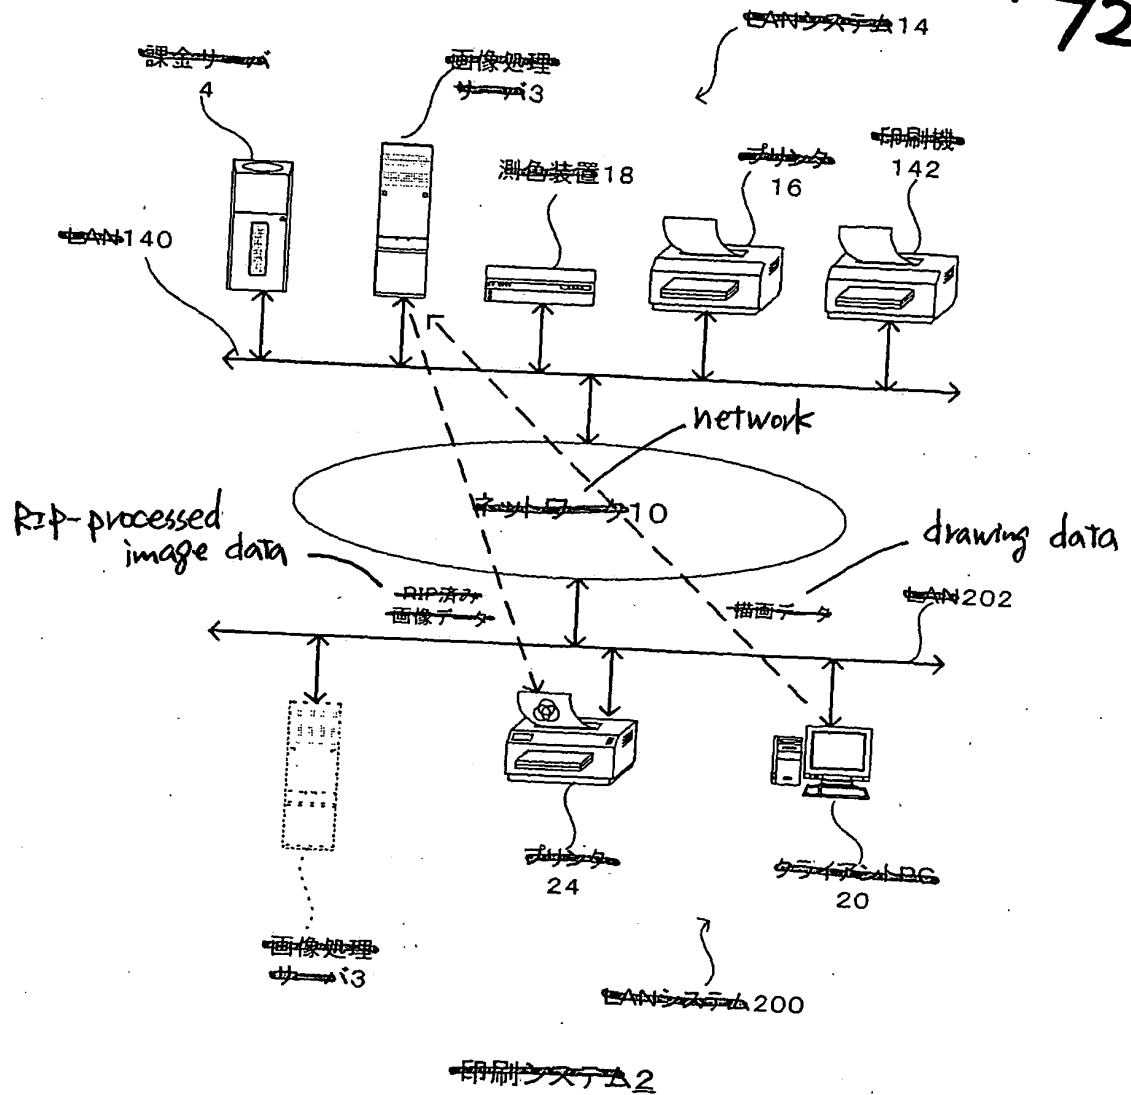 72
LANシステム14
課金サーバ
4
画像処理
サーバ3
測色装置18
プリンタ
16
印刷機
142
LAN140
network
ネットワーク10
RIP-processed
image data
drawing data
RIP済み
画像データ
描画データ
LAN202
プリンタ
24
クライアントPC
20
画像処理
サーバ3
LANシステム200
印刷システム2